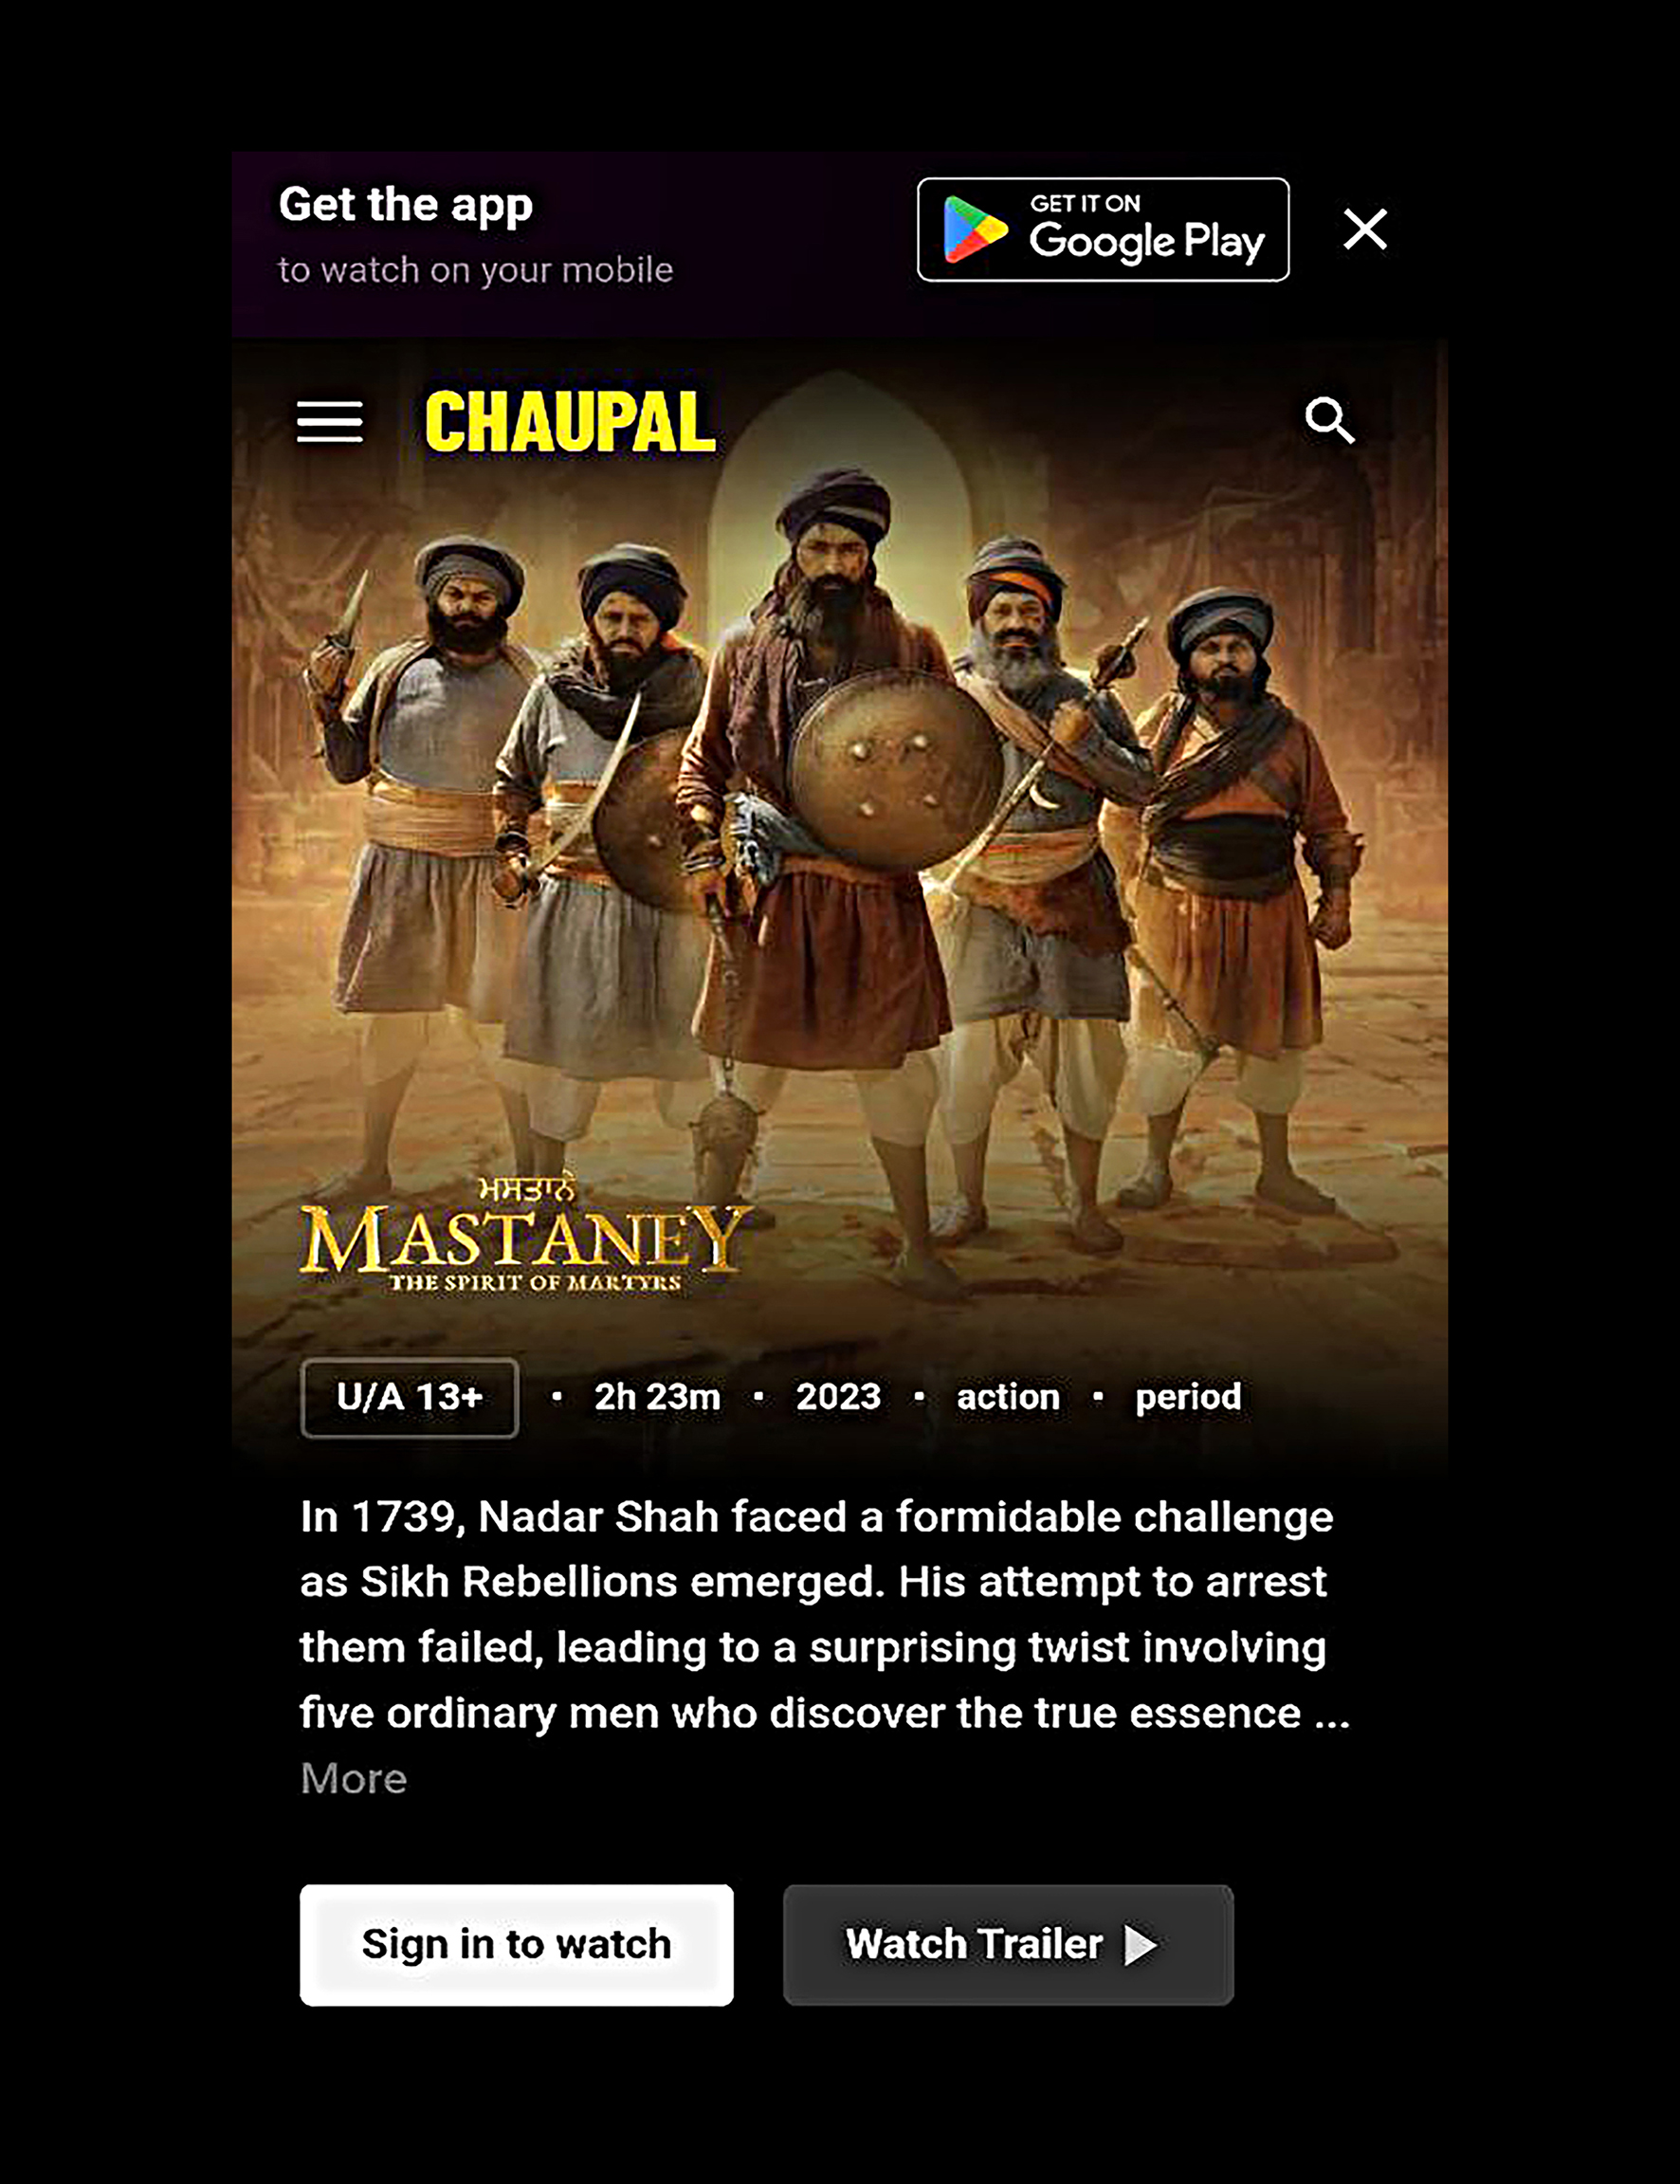 Get the app
to watch on your mobile
GET IT ON
Google Play
CHAUPAL
ਮਸਤਾਨੇ
MASTANEY
THE SPIRIT OF MARTYRS
U/A 13+ · 2h 23m · 2023 · action · period
In 1739, Nadar Shah faced a formidable challenge
as Sikh Rebellions emerged. His attempt to arrest
them failed, leading to a surprising twist involving
five ordinary men who discover the true essence ...
More
Sign in to watch
Watch Trailer